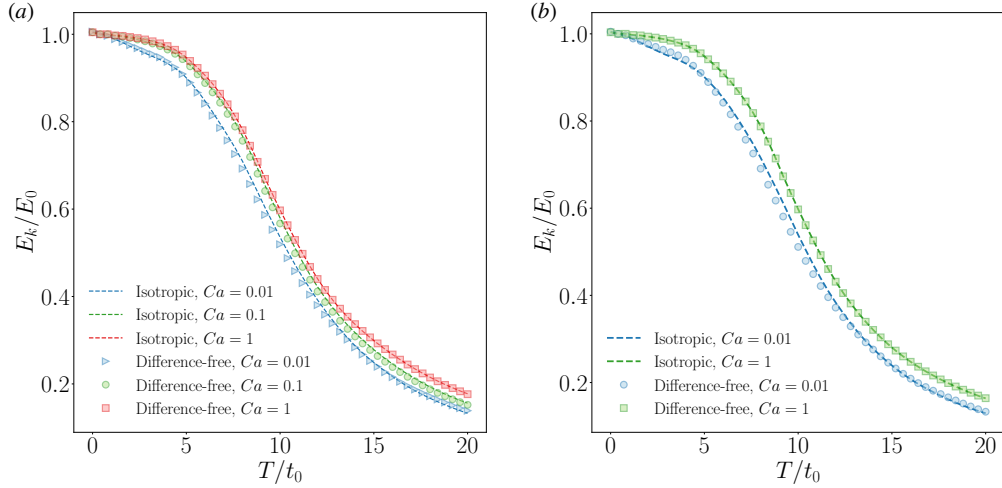 (a)
1.0
0.8
0.6
0.4
0.2
E_k/E_0
Isotropic, Ca = 0.01
Isotropic, Ca = 0.1
Isotropic, Ca = 1
Difference-free, Ca = 0.01
Difference-free, Ca = 0.1
Difference-free, Ca = 1
0 5 10 15 20
T/t_0
(b)
1.0
0.8
0.6
0.4
0.2
E_k/E_0
Isotropic, Ca = 0.01
Isotropic, Ca = 1
Difference-free, Ca = 0.01
Difference-free, Ca = 1
0 5 10 15 20
T/t_0